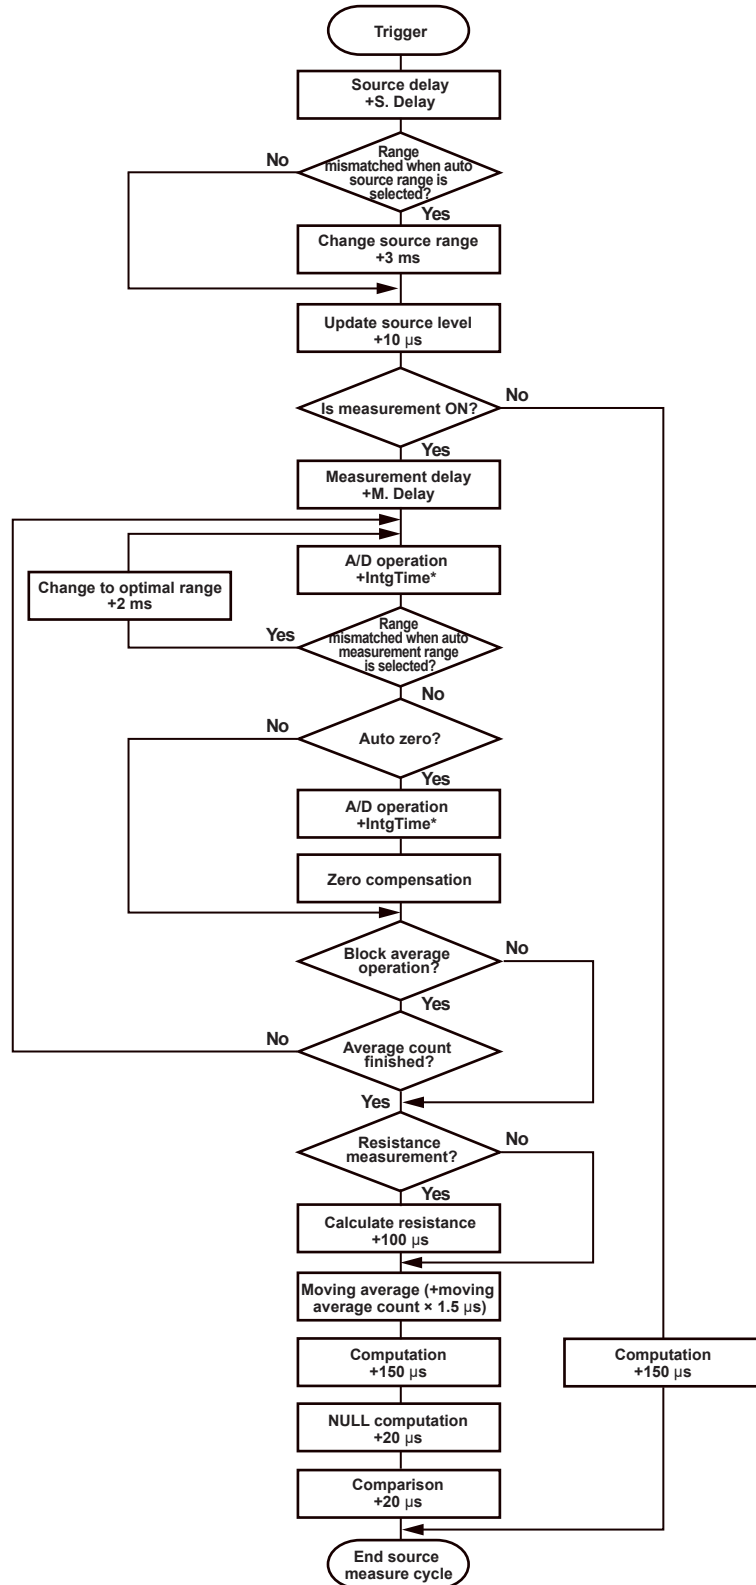 Trigger
Source delay
+S. Delay
Range
mismatched when auto
source range is
selected?
No
Yes
Change source range
+3 ms
Update source level
+10 µs
Is measurement ON?
No
Yes
Measurement delay
+M. Delay
A/D operation
+IntgTime*
Change to optimal range
+2 ms
Range
mismatched when auto
measurement range
is selected?
Yes
No
Auto zero?
No
Yes
A/D operation
+IntgTime*
Zero compensation
Block average
operation?
No
Yes
Average count
finished?
No
Yes
Resistance
measurement?
No
Yes
Calculate resistance
+100 µs
Moving average (+moving
average count × 1.5 µs)
Computation
+150 µs
Computation
+150 µs
NULL computation
+20 µs
Comparison
+20 µs
End source
measure cycle